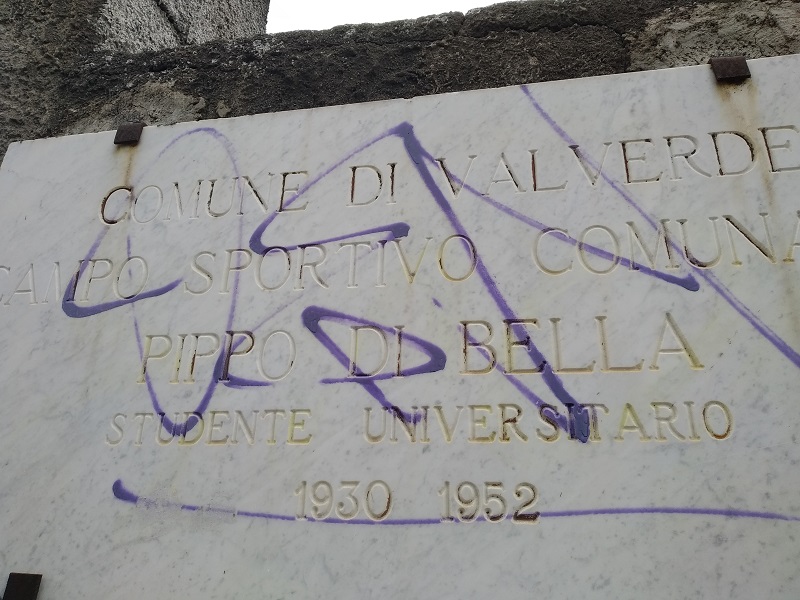 COMUNE DI VALVERDE
CAMPO SPORTIVO COMUNA
PIPPO DI BELLA
STUDENTE UNIVERSITARIO
1930 1952